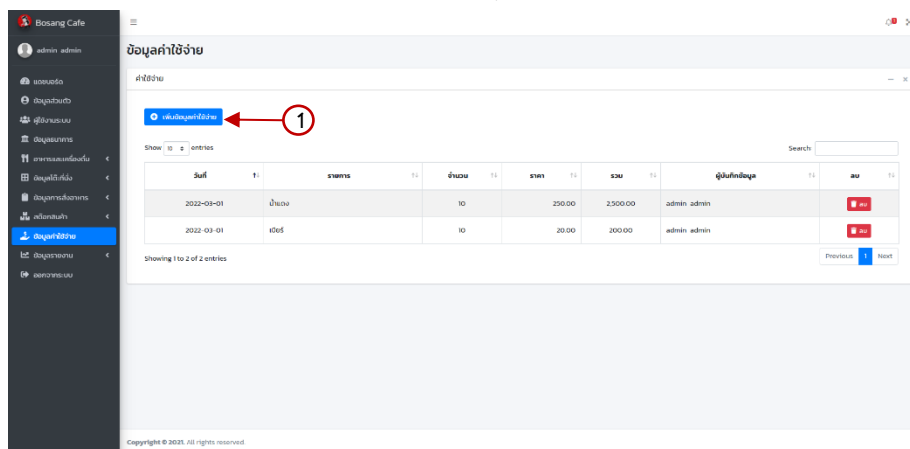 Bosang Cafe
admin admin
แดชบอร์ด
ข้อมูลส่วนตัว
ผู้ใช้งานระบบ
ข้อมูลธนาคาร
อาหารและเครื่องดื่ม
ข้อมูลโต๊ะที่นั่ง
ข้อมูลการสั่งอาหาร
สต๊อกสินค้า
ข้อมูลค่าใช้จ่าย
ข้อมูลรายงาน
ออกจากระบบ
ข้อมูลค่าใช้จ่าย
ค่าใช้จ่าย
เพิ่มข้อมูลค่าใช้จ่าย
1
Show 10 entries
Search:
วันที่ รายการ จำนวน ราคา รวม ผู้บันทึกข้อมูล ลบ
2022-03-01 น้ำแดง 10 250.00 2,500.00 admin admin ลบ
2022-03-01 เบียร์ 10 20.00 200.00 admin admin ลบ
Showing 1 to 2 of 2 entries
Previous 1 Next
Copyright © 2021. All rights reserved.